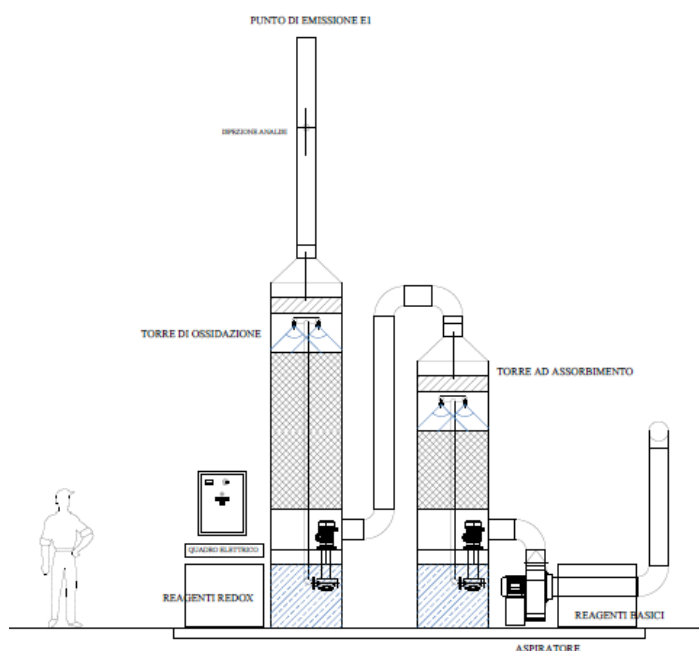 PUNTO DI EMISSIONE E1
ISPEZIONE ANALISI
TORRE DI OSSIDAZIONE
TORRE AD ASSORBIMENTO
QUADRO ELETTRICO
REAGENTI REDOX
REAGENTI BASICI
ASPIRATORE